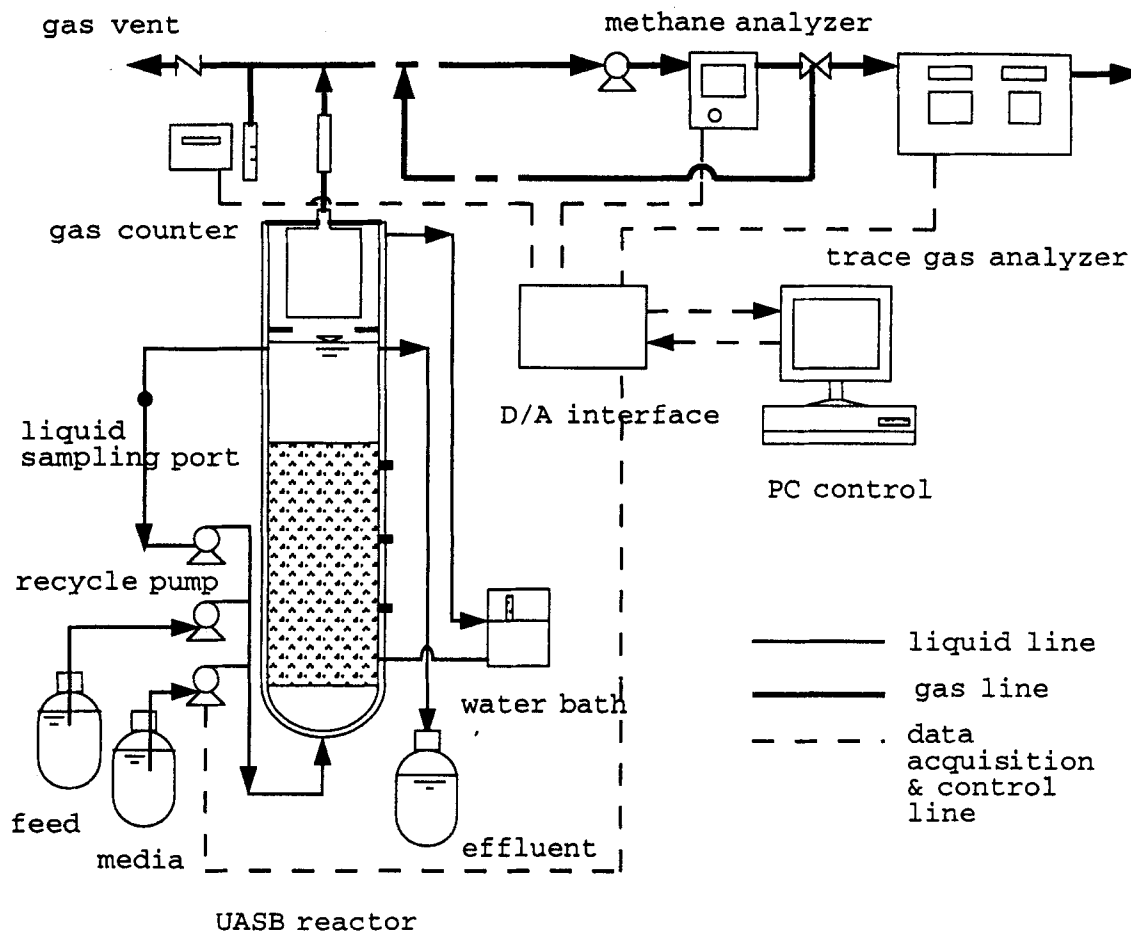 gas vent
methane analyzer
gas counter
trace gas analyzer
D/A interface
liquid
sampling port
PC control
recycle pump
liquid line
gas line
water bath
data
acquisition
& control
line
feed
media
effluent
UASB reactor